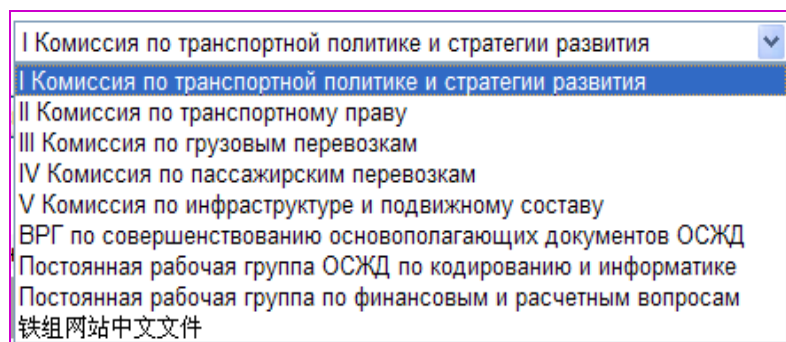 I Комиссия по транспортной политике и стратегии развития
I Комиссия по транспортной политике и стратегии развития
II Комиссия по транспортному праву
III Комиссия по грузовым перевозкам
IV Комиссия по пассажирским перевозкам
V Комиссия по инфраструктуре и подвижному составу
ВРГ по совершенствованию основополагающих документов ОСЖД
Постоянная рабочая группа ОСЖД по кодированию и информатике
Постоянная рабочая группа по финансовым и расчетным вопросам
铁组网站中文文件